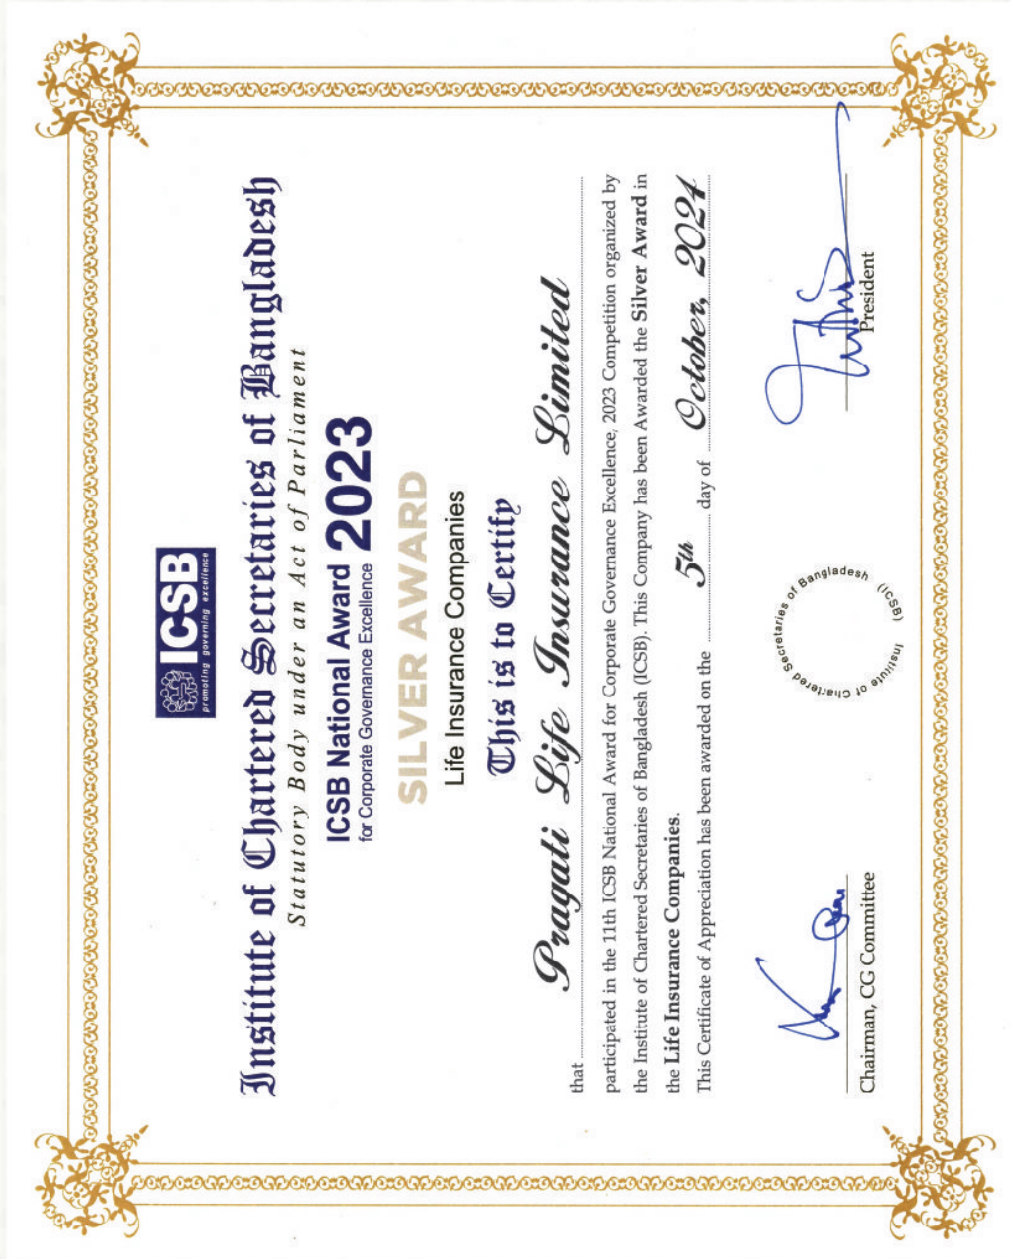 ICSB
promoting governing excellence
Institute of Chartered Secretaries of Bangladesh
Statutory Body under an Act of Parliament
ICSB National Award 2023
for Corporate Governance Excellence
SILVER AWARD
Life Insurance Companies
This is to Certify
that Pragati Life Insurance Limited
participated in the 11th ICSB National Award for Corporate Governance Excellence, 2023 Competition organized by
the Institute of Chartered Secretaries of Bangladesh (ICSB). This Company has been Awarded the Silver Award in
the Life Insurance Companies.
This Certificate of Appreciation has been awarded on the 5th day of October, 2024
Chairman, CG Committee
Institute of Chartered Secretaries of Bangladesh (ICSB)
President